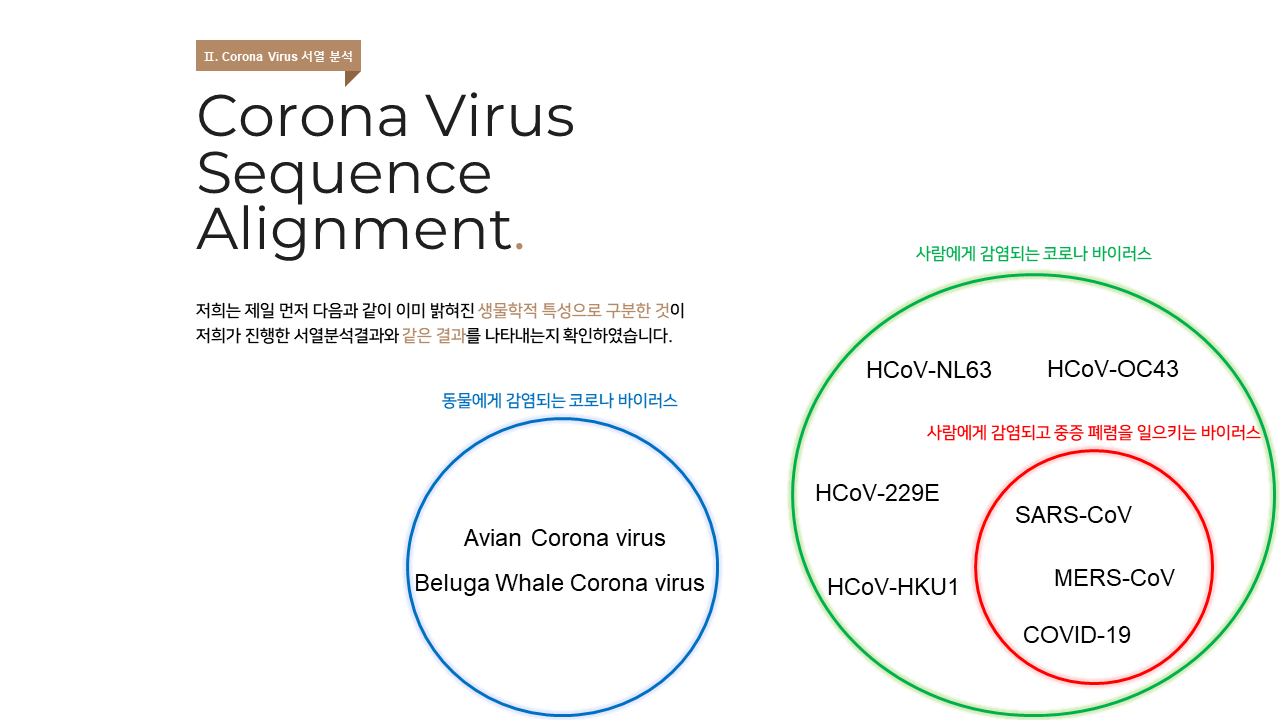 Ⅱ. Corona Virus 서열 분석
Corona Virus
Sequence
Alignment.
저희는 제일 먼저 다음과 같이 이미 밝혀진 생물학적 특성으로 구분한 것이
저희가 진행한 서열분석결과와 같은 결과를 나타내는지 확인하였습니다.
동물에게 감염되는 코로나 바이러스
Avian Corona virus
Beluga Whale Corona virus
사람에게 감염되는 코로나 바이러스
HCoV-NL63
HCoV-OC43
사람에게 감염되고 중증 폐렴을 일으키는 바이러스
HCoV-229E
SARS-CoV
MERS-CoV
HCoV-HKU1
COVID-19